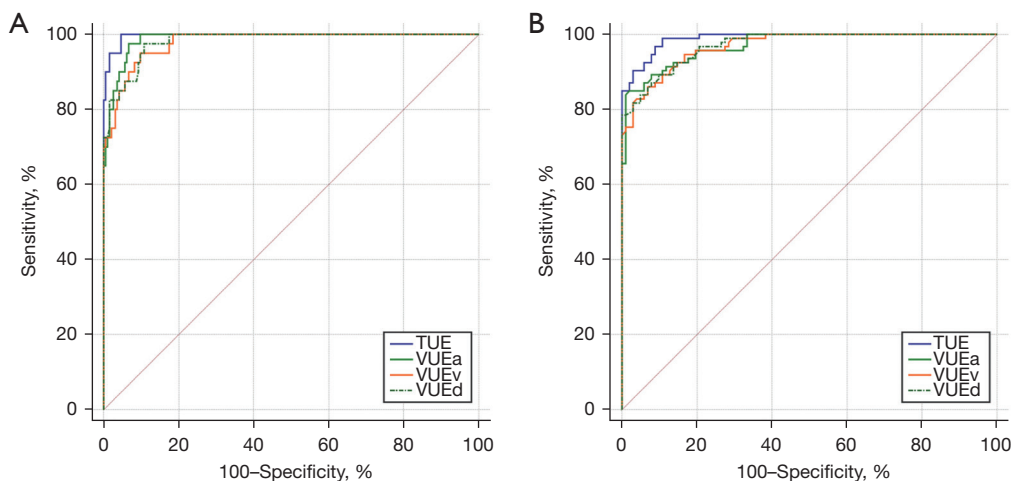 A
100
80
60
40
20
0
Sensitivity, %
TUE
VUEa
VUEv
VUEd
0 20 40 60 80 100
100–Specificity, %
B
100
80
60
40
20
0
Sensitivity, %
TUE
VUEa
VUEv
VUEd
0 20 40 60 80 100
100–Specificity, %